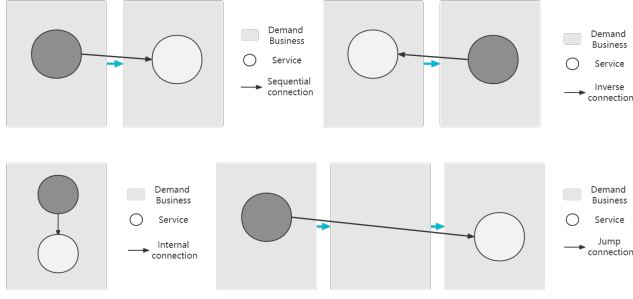 Demand
Business
Service
Sequential
connection
Demand
Business
Service
Inverse
connection
Demand
Business
Service
Internal
connection
Demand
Business
Service
Jump
connection